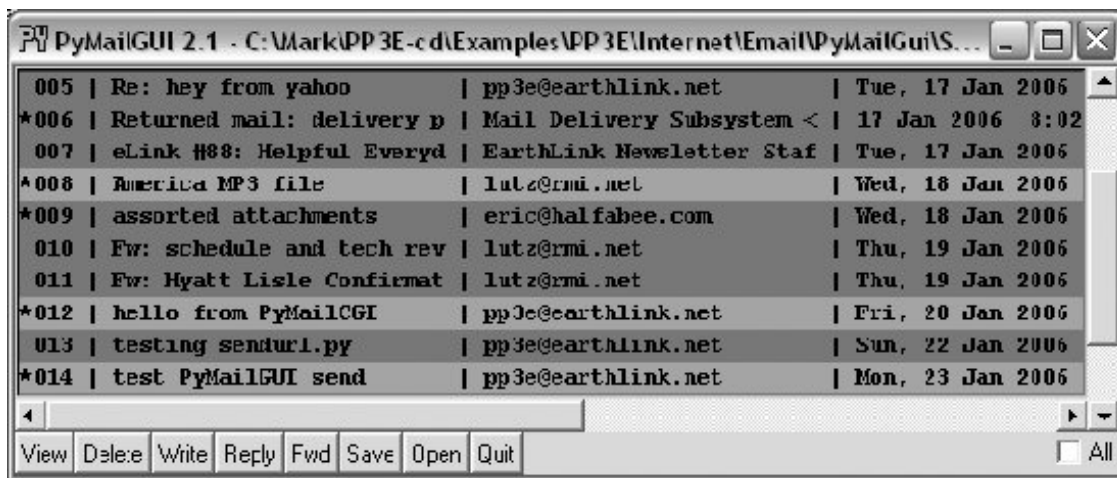 PY PyMailGUI 2.1 - C:\Mark\PP3E-cd\Examples\PP3E\Internet\Email\PyMailGui\S...
005 | Re: hey from yahoo | pp3e@earthlink.net | Tue, 17 Jan 2006
*006 | Returned mail: delivery p | Mail Delivery Subsystem < | 17 Jan 2006 8:02
007 | eLink #88: Helpful Everyd | EarthLink Newsletter Staf | Tue, 17 Jan 2006
*008 | America MP3 file | lutz@rmi.net | Wed, 18 Jan 2006
*009 | assorted attachments | eric@halfabee.com | Wed, 18 Jan 2006
010 | Fw: schedule and tech rev | lutz@rmi.net | Thu, 19 Jan 2006
011 | Fw: Hyatt Lisle Confirmat | lutz@rmi.net | Thu, 19 Jan 2006
*012 | hello from PyMailCGI | pp3e@earthlink.net | Fri, 20 Jan 2006
013 | testing sendurl.py | pp3e@earthlink.net | Sun, 22 Jan 2006
*014 | test PyMailGUI send | pp3e@earthlink.net | Mon, 23 Jan 2006
View Delete Write Reply Fwd Save Open Quit All